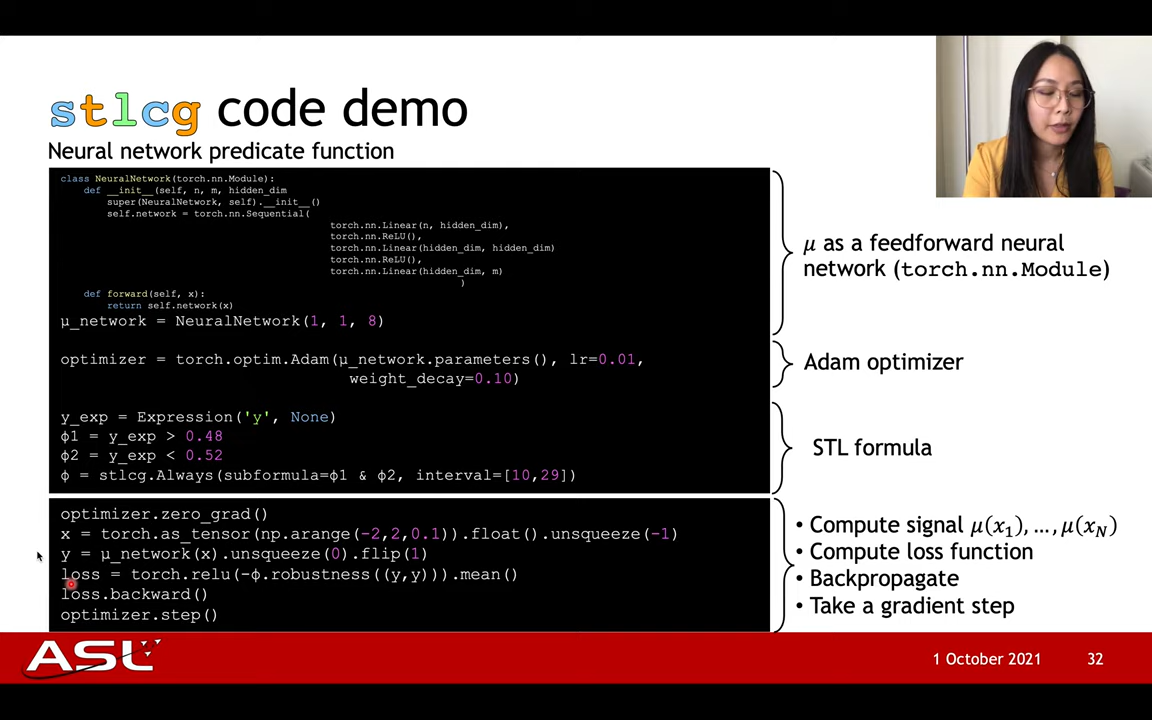 stlcg code demo
Neural network predicate function
class NeuralNetwork(torch.nn.Module):
def __init__(self, n, m, hidden_dim
super(NeuralNetwork, self).__init__()
self.network = torch.nn.Sequential(
torch.nn.Linear(n, hidden_dim),
torch.nn.ReLU(),
torch.nn.Linear(hidden_dim, hidden_dim)
torch.nn.ReLU(),
torch.nn.Linear(hidden_dim, m)
)
def forward(self, x):
return self.network(x)
μ_network = NeuralNetwork(1, 1, 8)
optimizer = torch.optim.Adam(μ_network.parameters(), lr=0.01,
weight_decay=0.10)
y_exp = Expression('y', None)
ϕ1 = y_exp > 0.48
ϕ2 = y_exp < 0.52
ϕ = stlcg.Always(subformula=ϕ1 & ϕ2, interval=[10,29])
optimizer.zero_grad()
x = torch.as_tensor(np.arange(-2,2,0.1)).float().unsqueeze(-1)
y = μ_network(x).unsqueeze(0).flip(1)
loss = torch.relu(-ϕ.robustness((y,y))).mean()
loss.backward()
optimizer.step()
μ as a feedforward neural
network (torch.nn.Module)
Adam optimizer
STL formula
• Compute signal μ(x₁), …, μ(x_N)
• Compute loss function
• Backpropagate
• Take a gradient step
ASL
1 October 2021
32